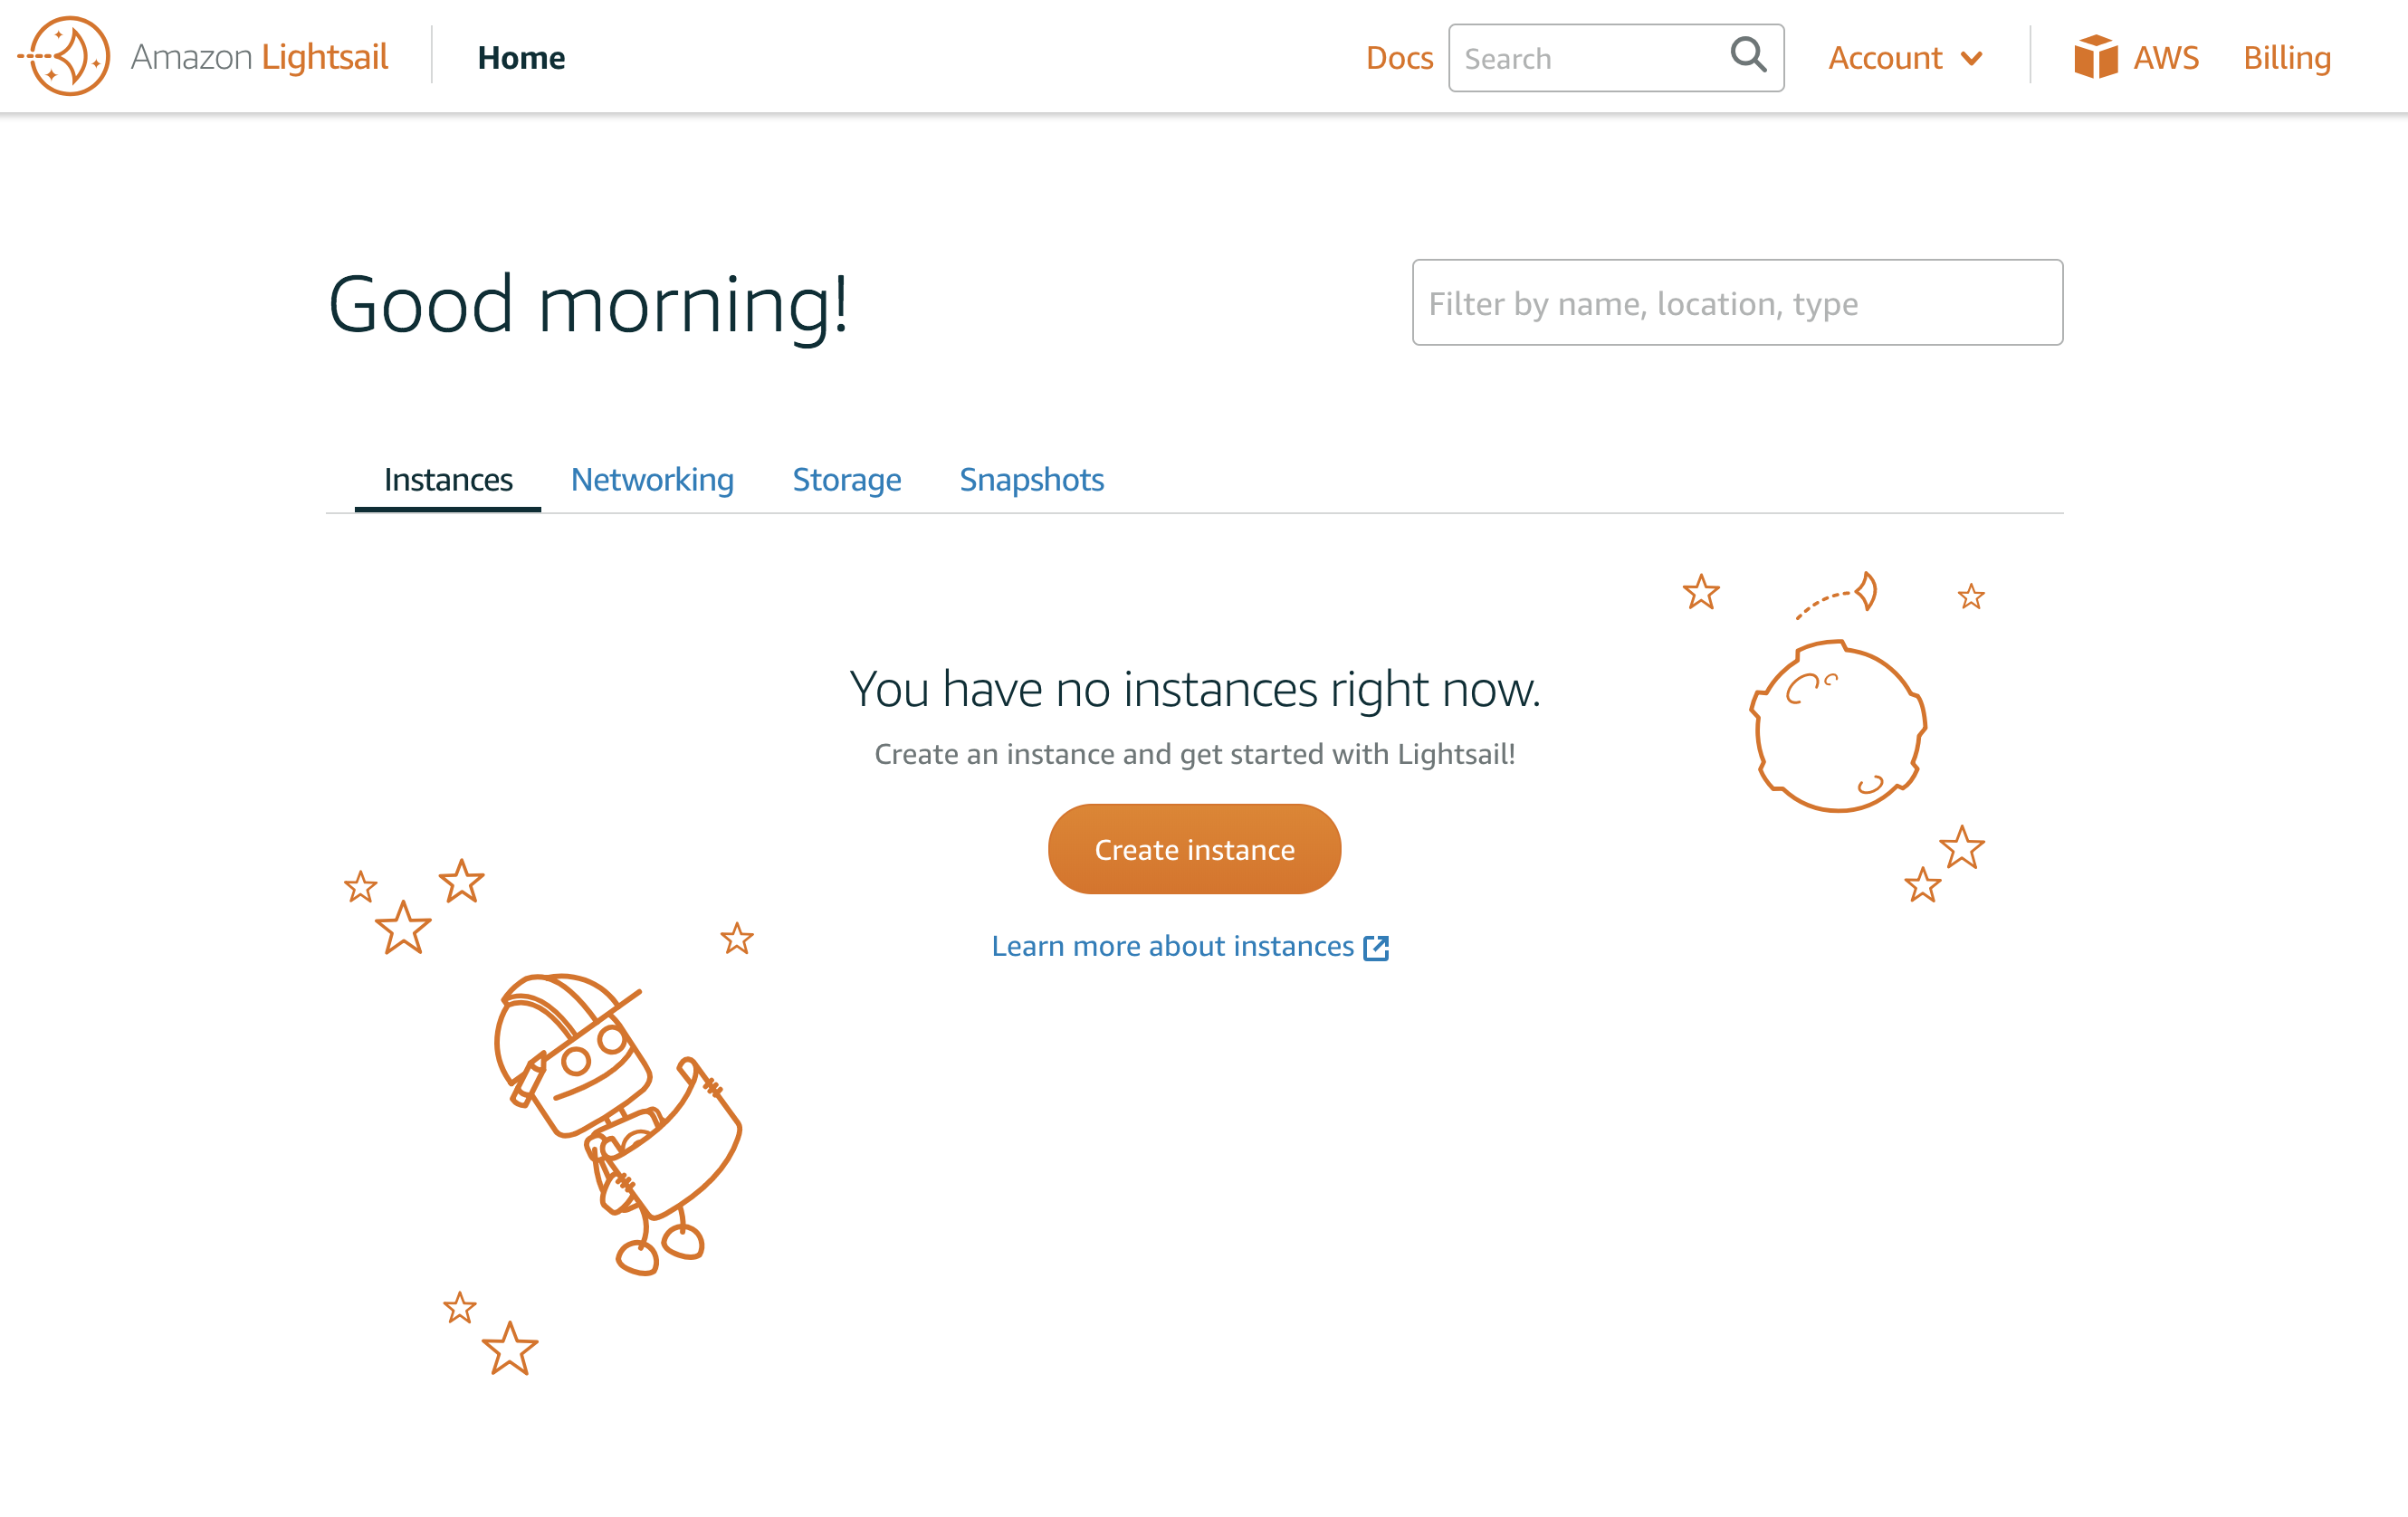 Amazon Lightsail Home Docs Search Account AWS Billing
Good morning! Filter by name, location, type
Instances Networking Storage Snapshots
You have no instances right now.
Create an instance and get started with Lightsail!
Create instance
Learn more about instances